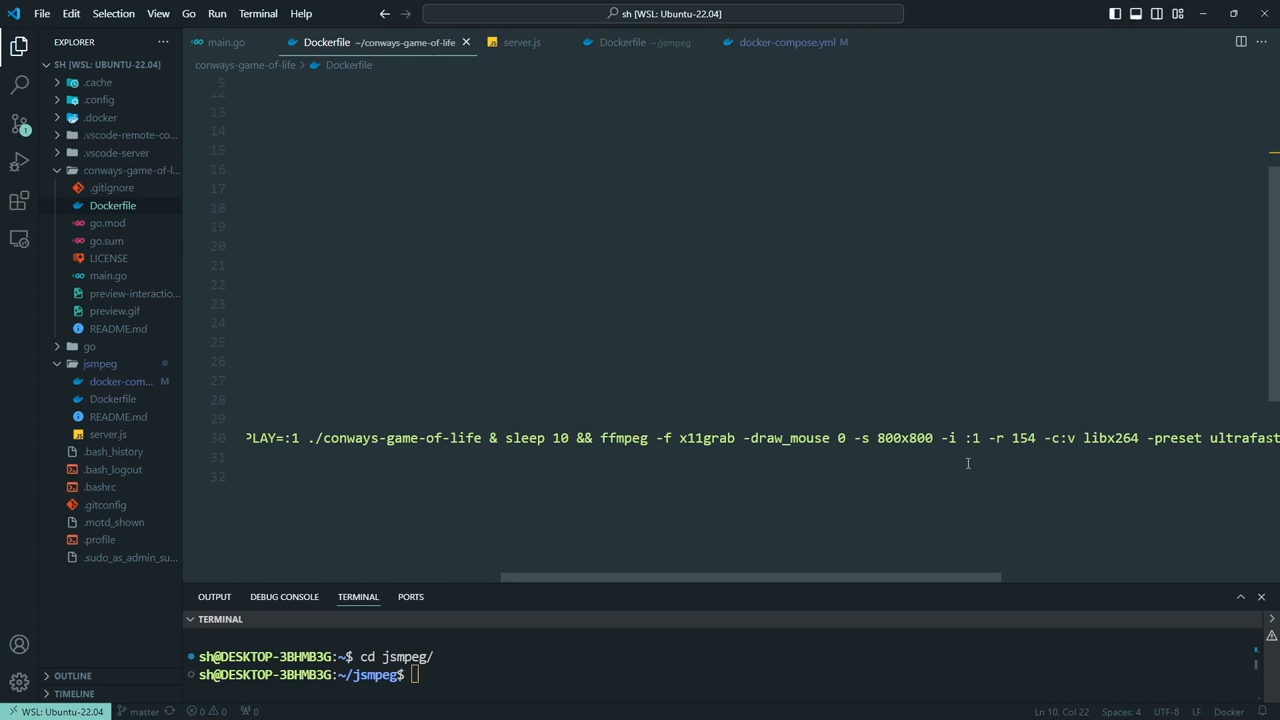 File Edit Selection View Go Run Terminal Help
sh [WSL: Ubuntu-22.04]
EXPLORER
main.go
Dockerfile ~/conways-game-of-life
server.js
Dockerfile ~/jsmpeg
docker-compose.yml M
SH [WSL: UBUNTU-22.04]
conways-game-of-life > Dockerfile
.cache
.config
.docker
.vscode-remote-co...
.vscode-server
conways-game-of-l...
.gitignore
Dockerfile
go.mod
go.sum
LICENSE
main.go
preview-interactio...
preview.gif
README.md
go
jsmpeg
docker-com... M
Dockerfile
README.md
server.js
.bash_history
.bash_logout
.bashrc
.gitconfig
.motd_shown
.profile
.sudo_as_admin_su...
OUTLINE
TIMELINE
5
12
13
14
15
16
17
18
19
20
21
22
23
24
25
26
27
28
29
30 PLAY=:1 ./conways-game-of-life & sleep 10 && ffmpeg -f x11grab -draw_mouse 0 -s 800x800 -i :1 -r 154 -c:v libx264 -preset ultrafast
31
32
OUTPUT DEBUG CONSOLE TERMINAL PORTS
TERMINAL
sh@DESKTOP-3BHMB3G:~$ cd jsmpeg/
sh@DESKTOP-3BHMB3G:~/jsmpeg$
WSL: Ubuntu-22.04 master 0 0 0 Ln 10, Col 22 Spaces: 4 UTF-8 LF Docker